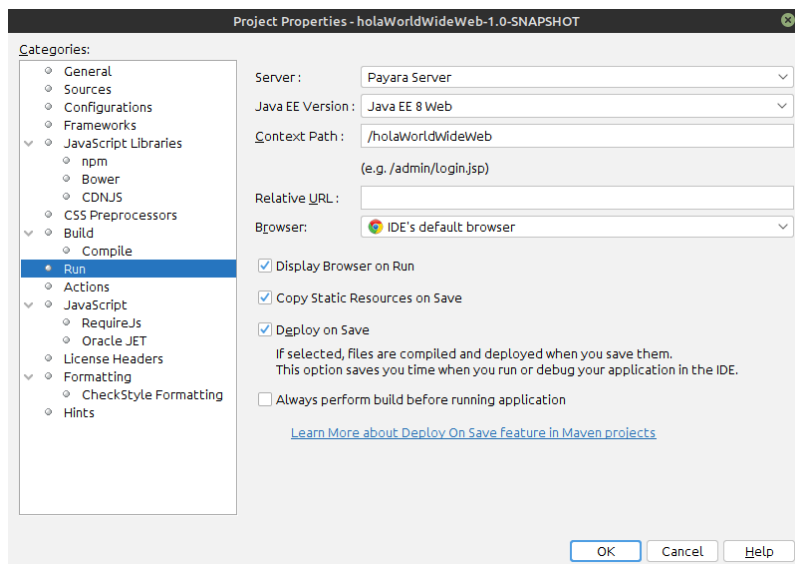 Project Properties - holaWorldWideWeb-1.0-SNAPSHOT
Categories:
General
Sources
Configurations
Frameworks
JavaScript Libraries
npm
Bower
CDNJS
CSS Preprocessors
Build
Compile
Run
Actions
JavaScript
RequireJs
Oracle JET
License Headers
Formatting
CheckStyle Formatting
Hints
Server : Payara Server
Java EE Version : Java EE 8 Web
Context Path : /holaWorldWideWeb
(e.g. /admin/login.jsp)
Relative URL :
Browser: IDE's default browser
Display Browser on Run
Copy Static Resources on Save
Deploy on Save
If selected, files are compiled and deployed when you save them.
This option saves you time when you run or debug your application in the IDE.
Always perform build before running application
Learn More about Deploy On Save feature in Maven projects
OK Cancel Help